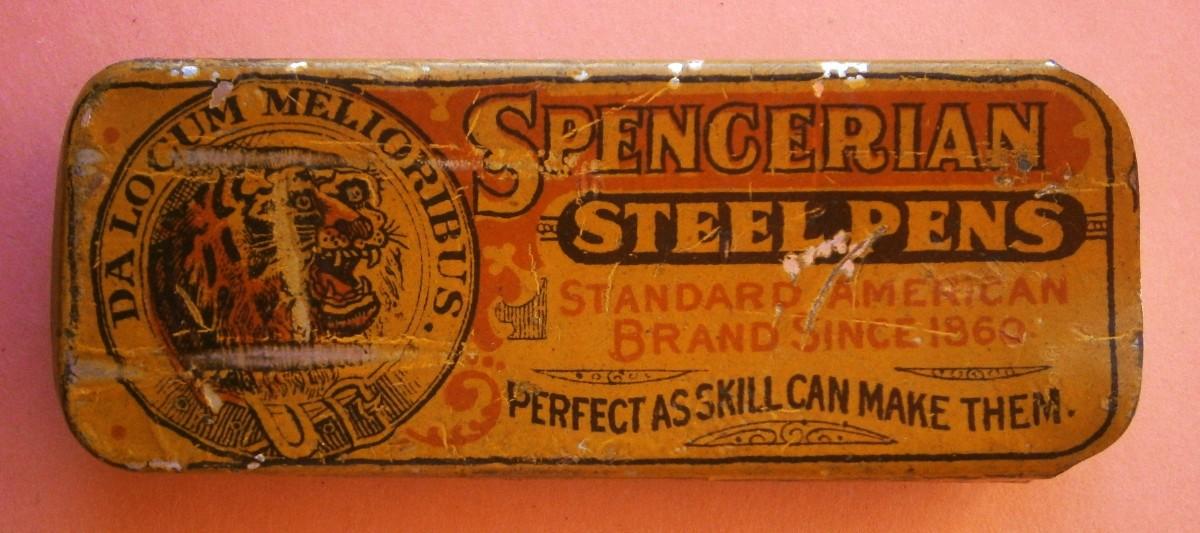 DA LOCUM MELIORIBUS.
SPENCERIAN
STEEL PENS
STANDARD AMERICAN
BRAND SINCE 1860
PERFECT AS SKILL CAN MAKE THEM.